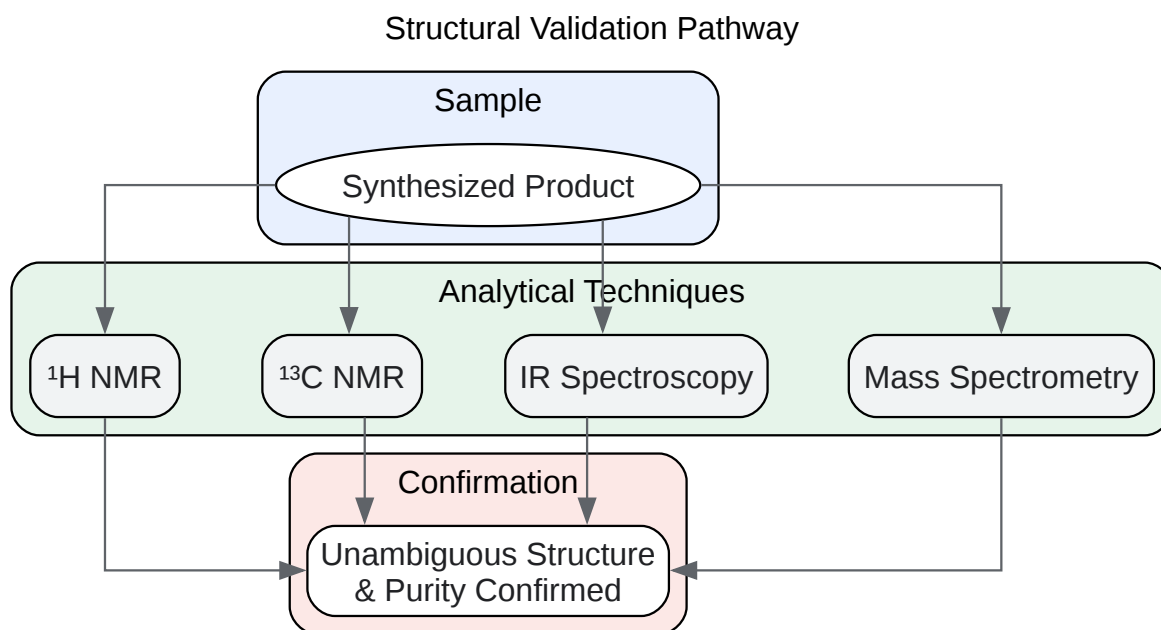 Structural Validation Pathway
Sample
Synthesized Product
Analytical Techniques
¹H NMR
¹³C NMR
IR Spectroscopy
Mass Spectrometry
Confirmation
Unambiguous Structure
& Purity Confirmed